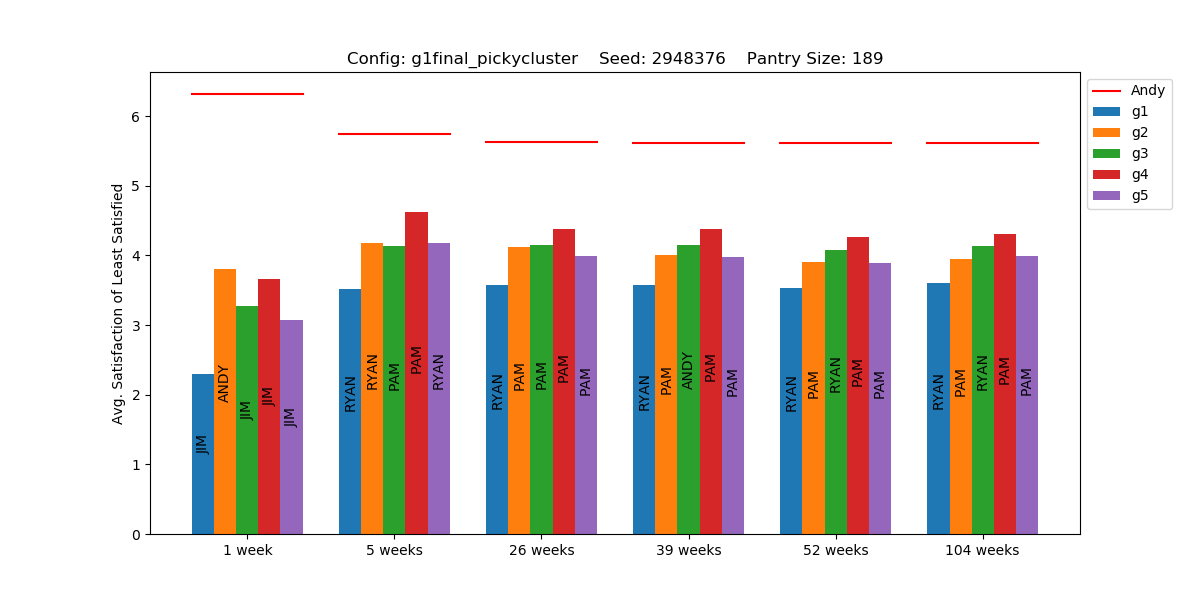 Config: g1final_pickycluster    Seed: 2948376    Pantry Size: 189
Avg. Satisfaction of Least Satisfied
6
5
4
3
2
1
0
JIM ANDY JIM JIM JIM
RYAN RYAN PAM PAM RYAN
RYAN PAM PAM PAM PAM
RYAN PAM ANDY PAM PAM
RYAN PAM RYAN PAM PAM
RYAN PAM RYAN PAM PAM
1 week 5 weeks 26 weeks 39 weeks 52 weeks 104 weeks
Andy
g1
g2
g3
g4
g5